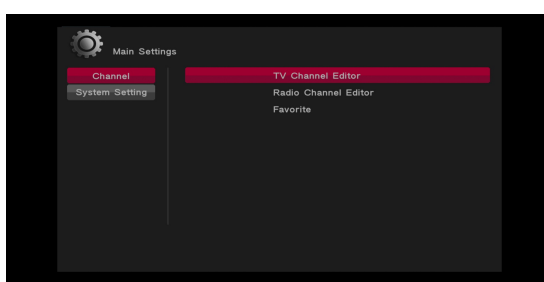 Main Settings
Channel
System Setting
TV Channel Editor
Radio Channel Editor
Favorite